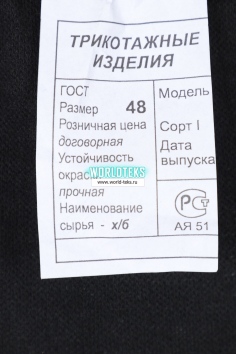 ТРИКОТАЖНЫЕ
ИЗДЕЛИЯ
ГОСТ
Модель
Размер 48
Розничная цена
Сорт I
договорная
Дата
Устойчивость
выпуска
WORLDTEKS
www.world-teks.ru
прочная
Наименование
сырья - х/б
РСТ
АЯ 51